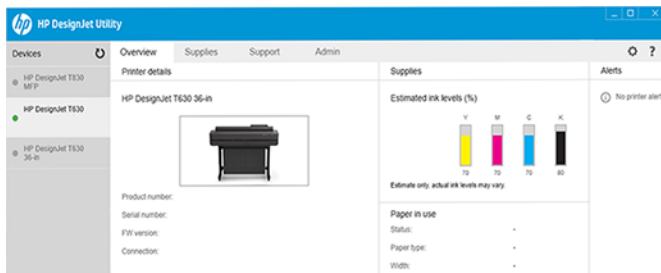 hp HP DesignJet Utility
Devices
HP DesignJet T830
MFP
HP DesignJet T630
HP DesignJet T630
36-in
Overview Supplies Support Admin
?
Printer details
HP DesignJet T630 36-in
Product number:
Serial number:
FW version:
Connection:
Supplies
Estimated ink levels (%)
Y M C K
70 70 70 80
Estimate only, actual ink levels may vary.
Paper in use
Status: -
Paper type: -
Width: -
Alerts
No printer alert